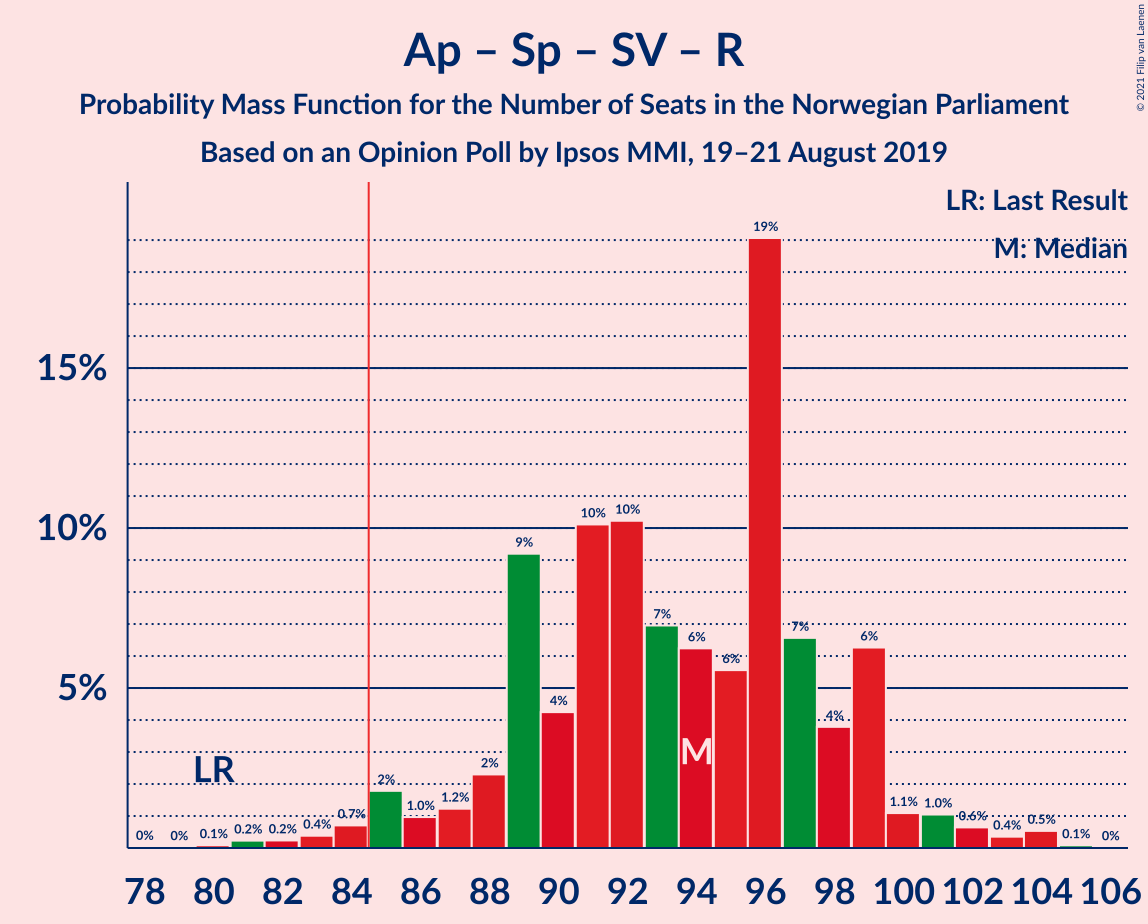 Ap – Sp – SV – R
Probability Mass Function for the Number of Seats in the Norwegian Parliament
Based on an Opinion Poll by Ipsos MMI, 19–21 August 2019
© 2021 Filip van Laenen
LR: Last Result
M: Median
15%
10%
5%
LR
M
0% 0% 0.1% 0.2% 0.2% 0.4% 0.7% 2% 1.0% 1.2% 2% 9% 4% 10% 10% 7% 6% 6% 19% 7% 4% 6% 1.1% 1.0% 0.6% 0.4% 0.5% 0.1% 0%
78 80 82 84 86 88 90 92 94 96 98 100 102 104 106